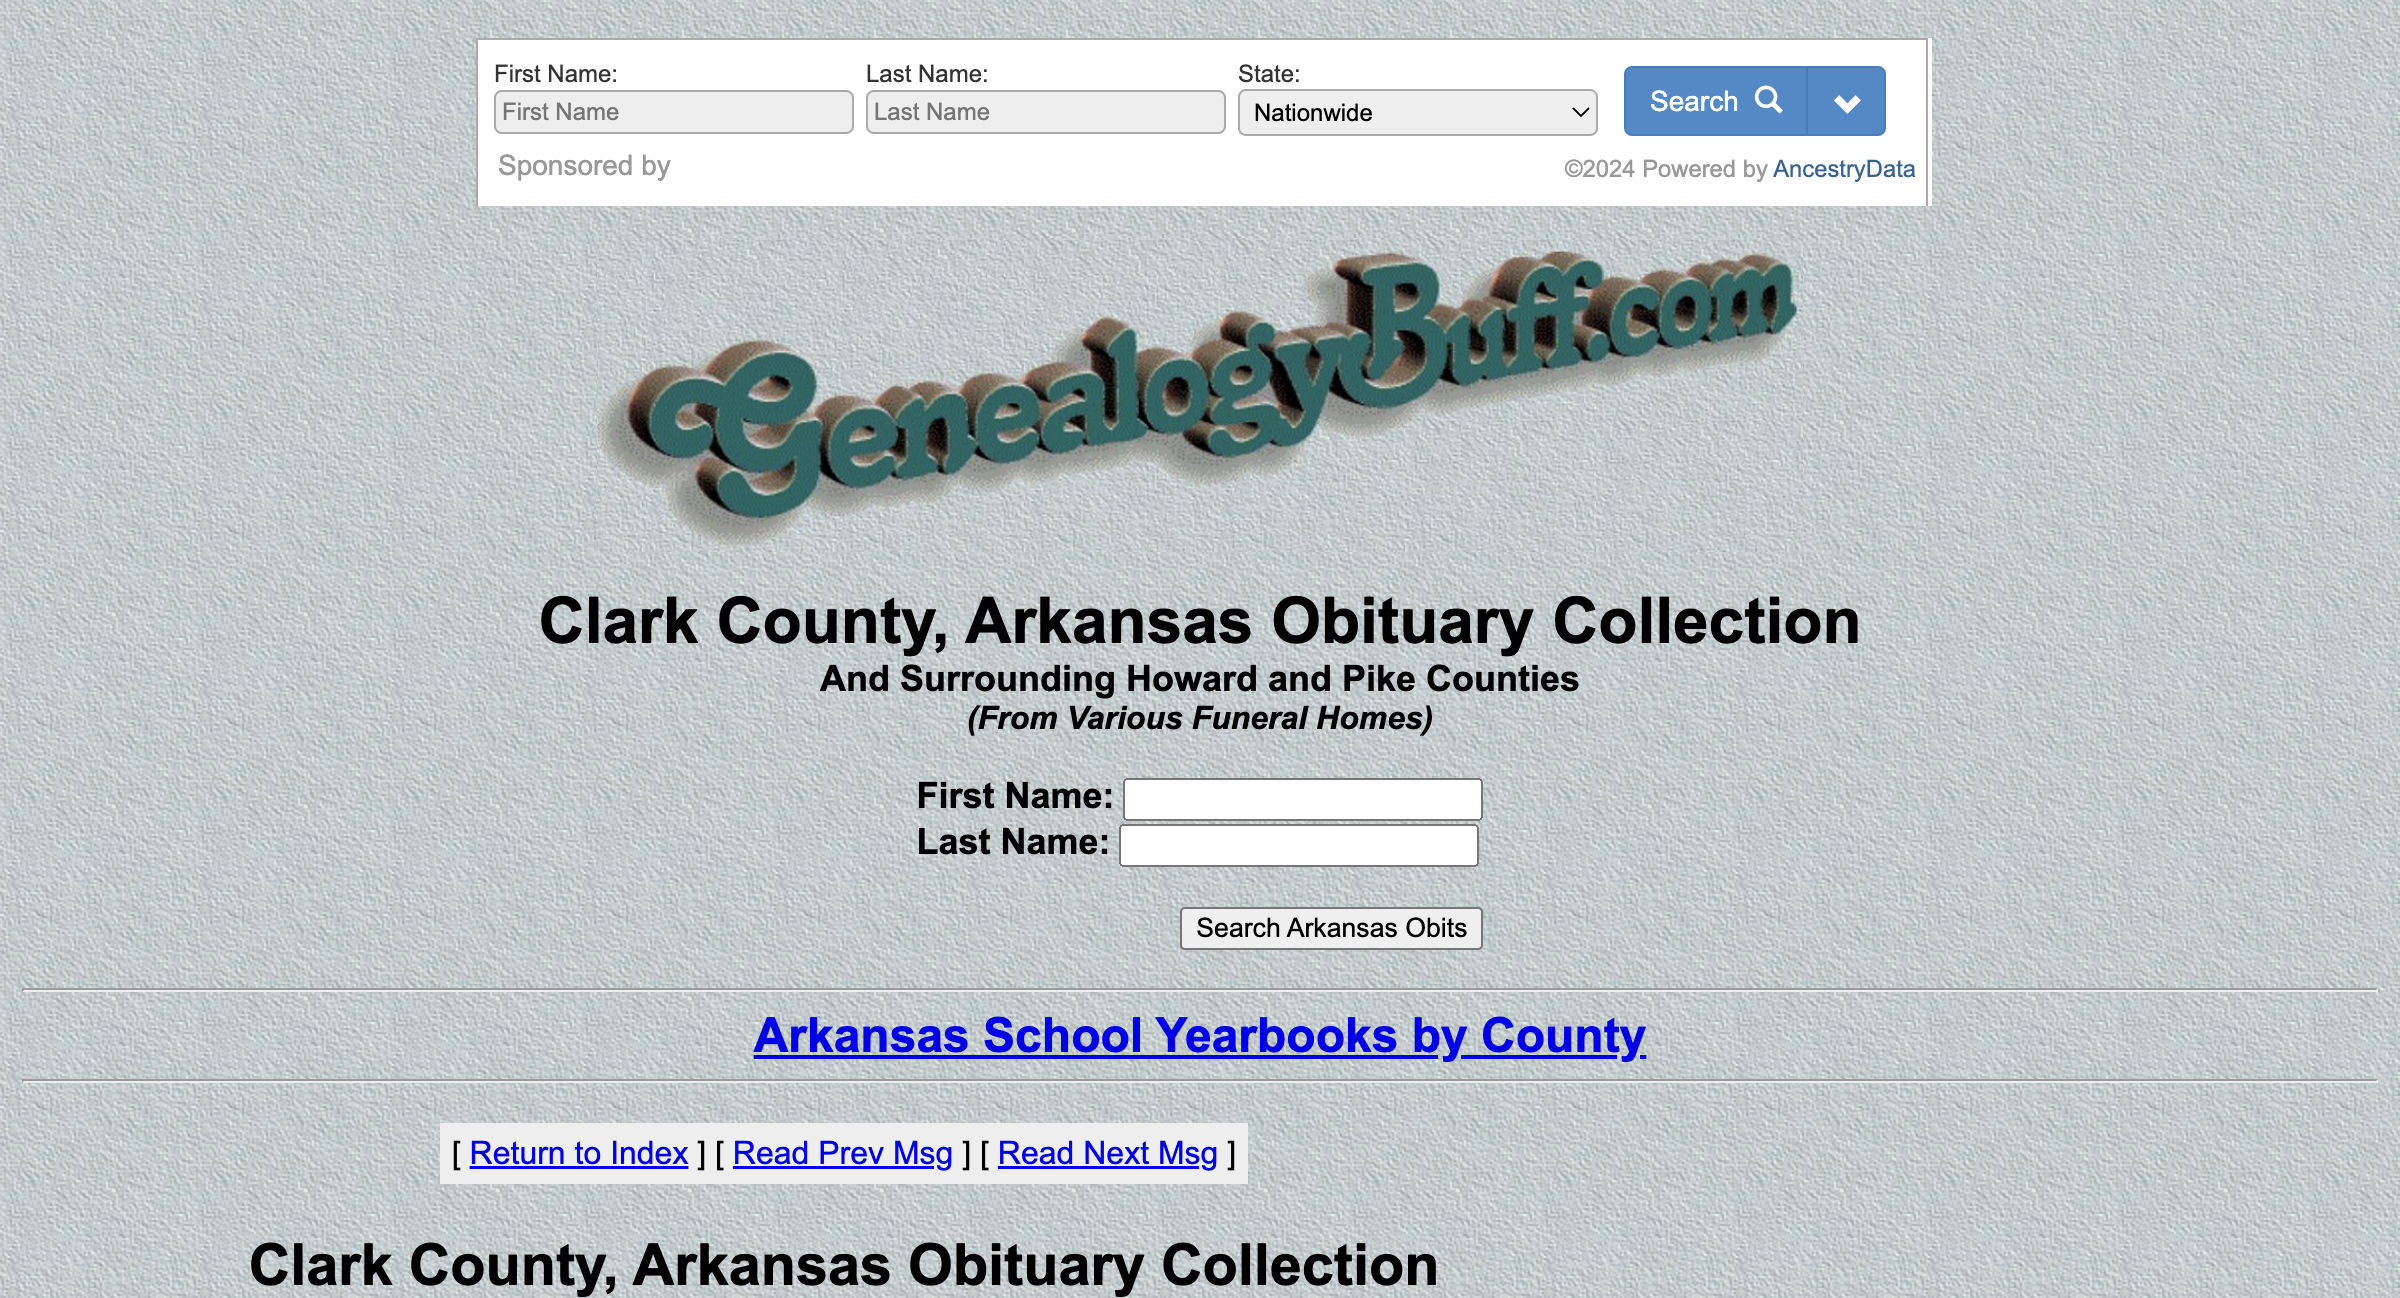 First Name: Last Name: State:
First Name Last Name Nationwide Search
Sponsored by ©2024 Powered by AncestryData
GenealogyBuff.com
Clark County, Arkansas Obituary Collection
And Surrounding Howard and Pike Counties
(From Various Funeral Homes)
First Name:
Last Name:
Search Arkansas Obits
Arkansas School Yearbooks by County
[ Return to Index ] [ Read Prev Msg ] [ Read Next Msg ]
Clark County, Arkansas Obituary Collection